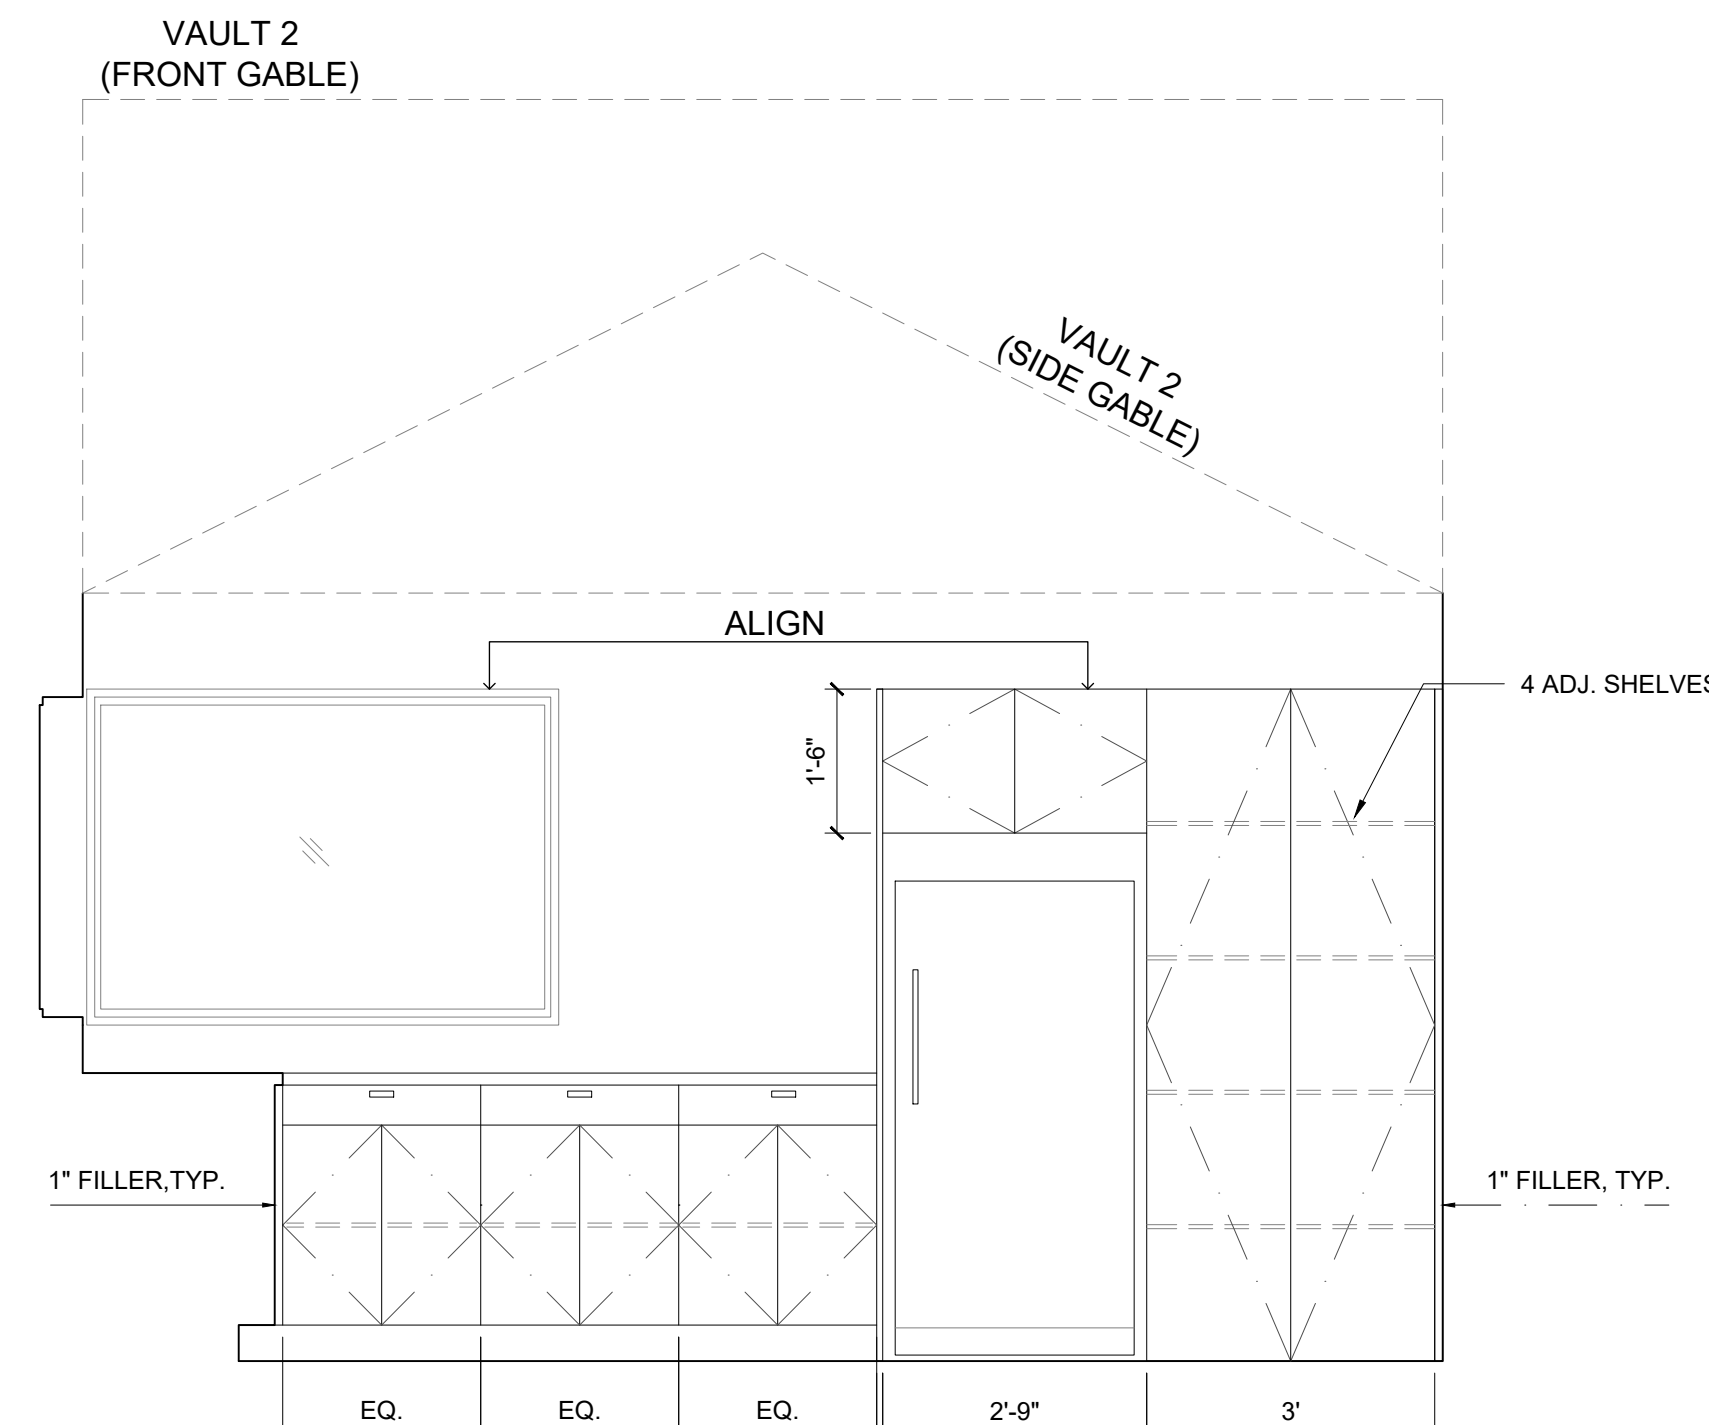 VAULT 2
(FRONT GABLE)
VAULT 2
(SIDE GABLE)
ALIGN
4 ADJ. SHELVES
1'-6"
1" FILLER,TYP.
1" FILLER, TYP.
EQ.
EQ.
EQ.
2'-9"
3'